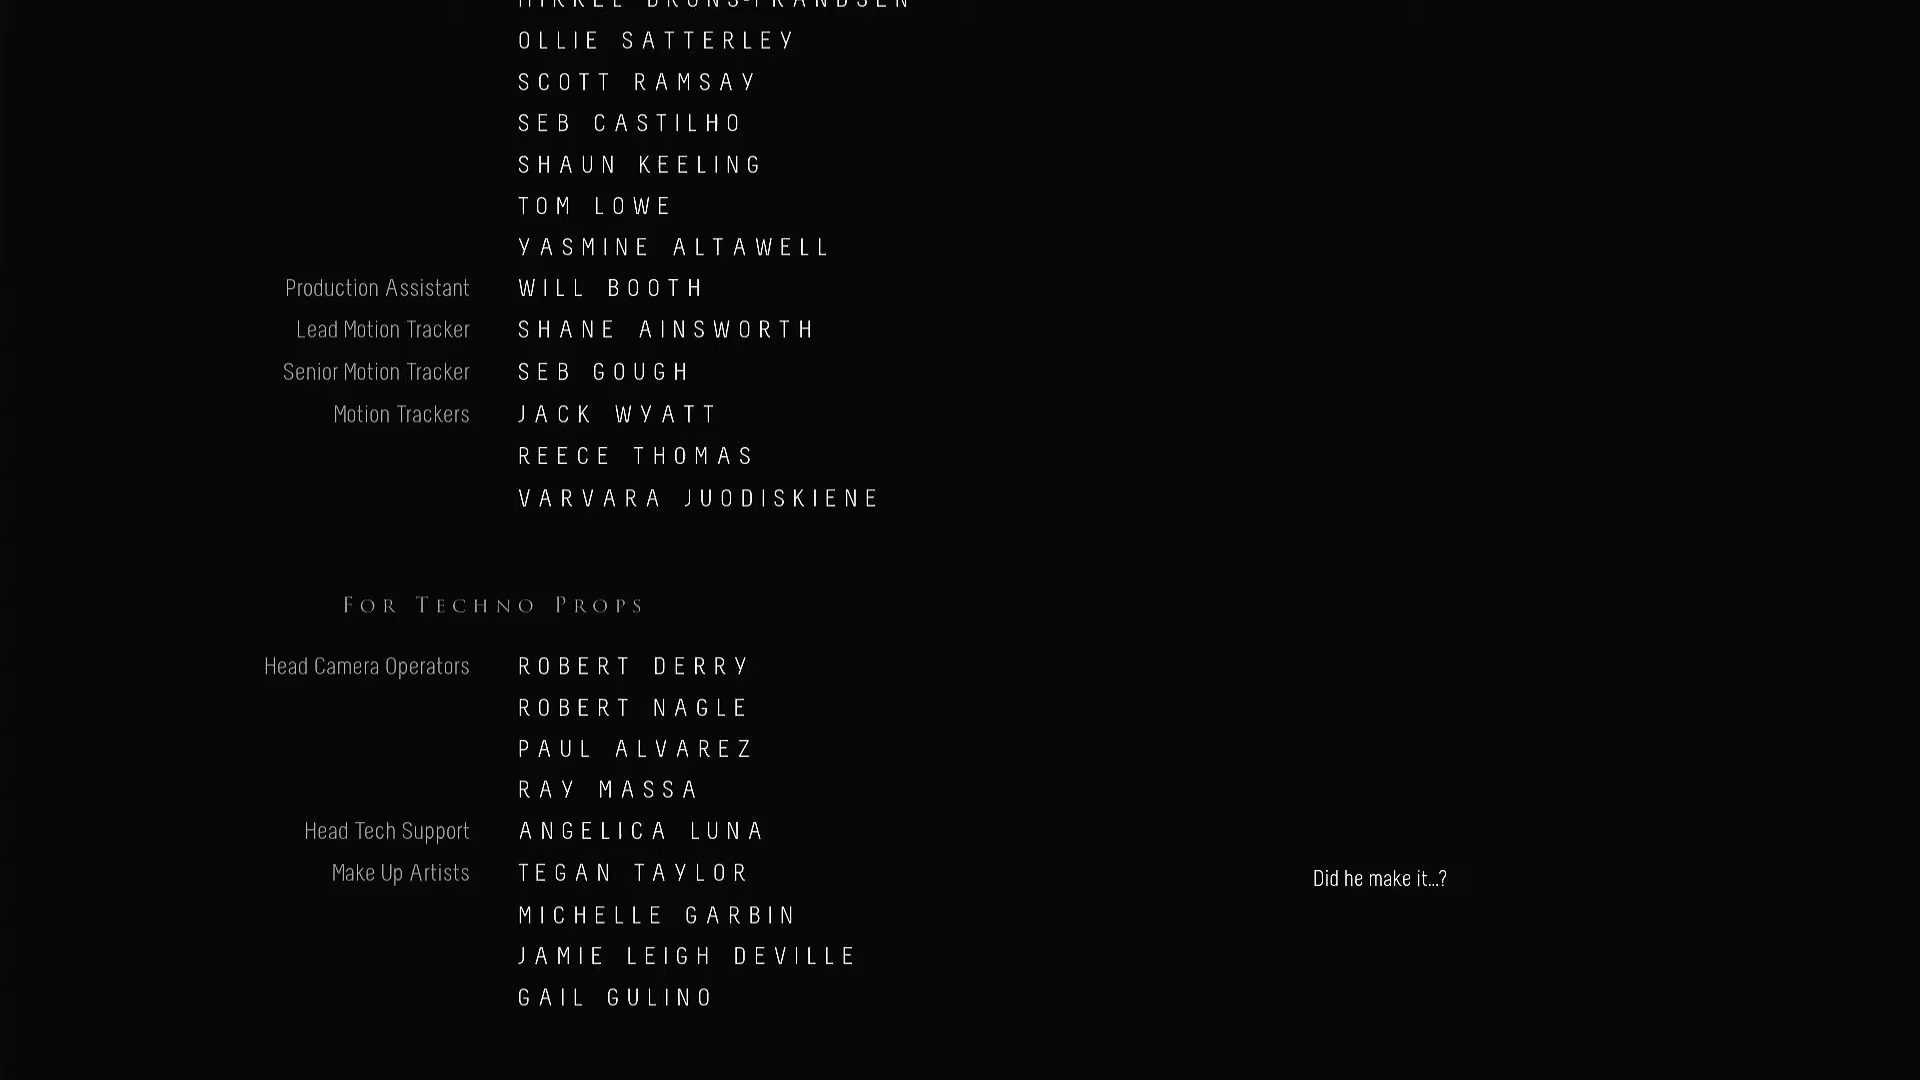 OLLIE SATTERLEY
SCOTT RAMSAY
SEB CASTILHO
SHAUN KEELING
TOM LOWE
YASMINE ALTAWELL
Production Assistant WILL BOOTH
Lead Motion Tracker SHANE AINSWORTH
Senior Motion Tracker SEB GOUGH
Motion Trackers JACK WYATT
REECE THOMAS
VARVARA JUODISKIENE
FOR TECHNO PROPS
Head Camera Operators ROBERT DERRY
ROBERT NAGLE
PAUL ALVAREZ
RAY MASSA
Head Tech Support ANGELICA LUNA
Make Up Artists TEGAN TAYLOR
Did he make it...?
MICHELLE GARBIN
JAMIE LEIGH DEVILLE
GAIL GULINO